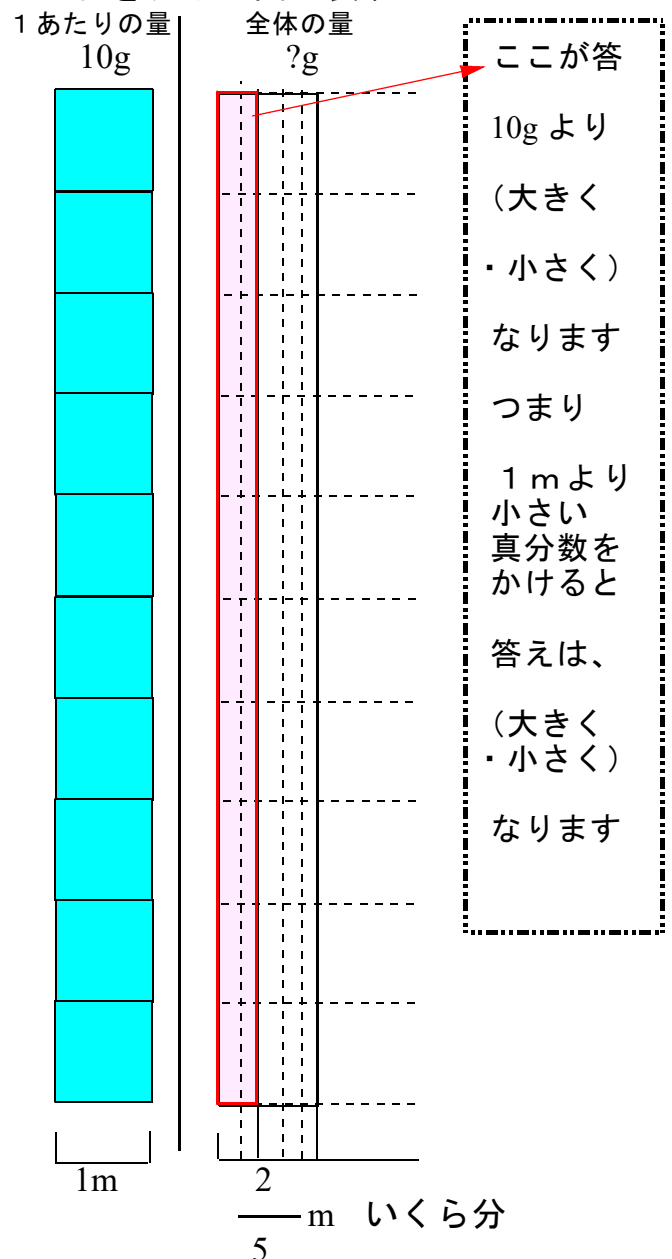 1あたりの量
全体の量
10g
?g
ここが答
10gより
(大きく
・小さく)
なります
つまり
1mより
小さい
真分数を
かけると
答えは、
(大きく
・小さく)
なります
1m
2
m いくら分
5